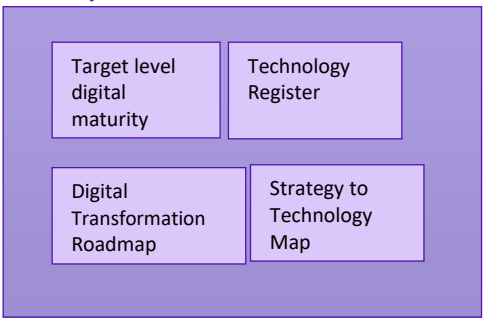 Target level
digital
maturity
Technology
Register
Digital
Transformation
Roadmap
Strategy to
Technology
Map